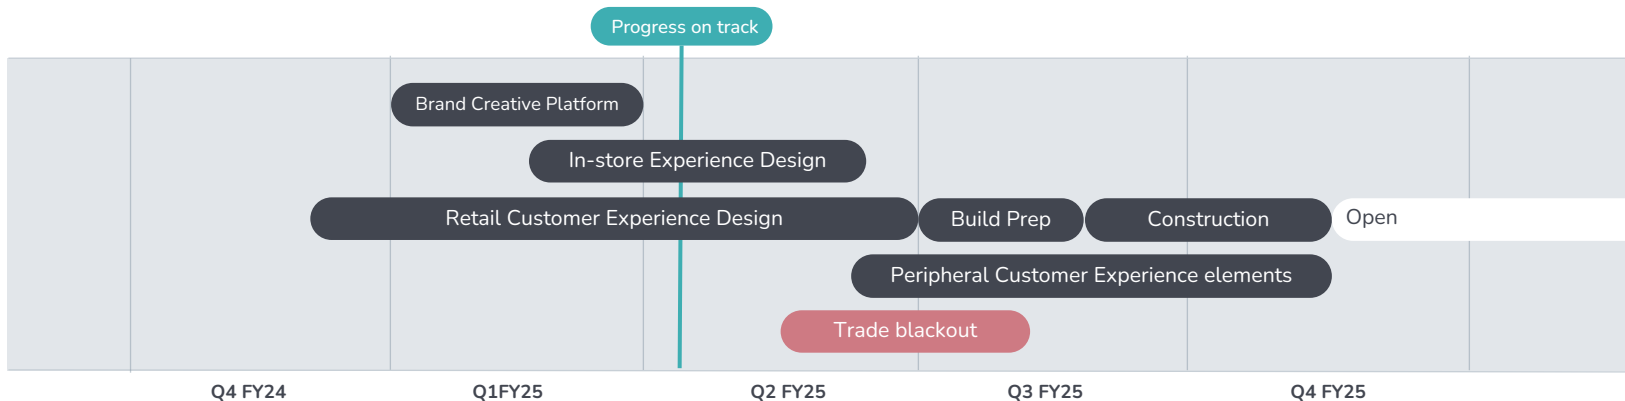 Progress on track
Brand Creative Platform
In-store Experience Design
Retail Customer Experience Design
Build Prep
Construction
Open
Peripheral Customer Experience elements
Trade blackout
Q4 FY24
Q1FY25
Q2 FY25
Q3 FY25
Q4 FY25